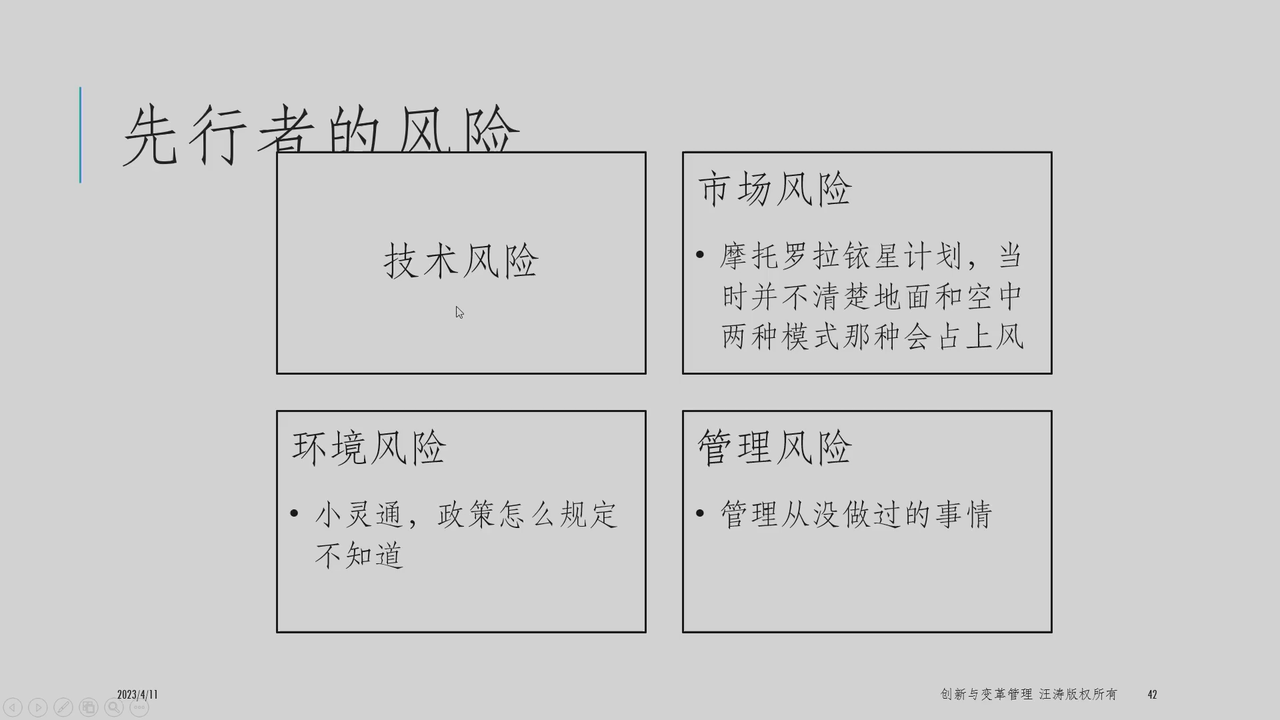 先行者的风险
技术风险
市场风险
• 摩托罗拉铱星计划，当
时并不清楚地面和空中
两种模式那种会占上风
环境风险
• 小灵通，政策怎么规定
不知道
管理风险
• 管理从没做过的事情
2023/4/11
创新与变革管理 汪涛版权所有
42